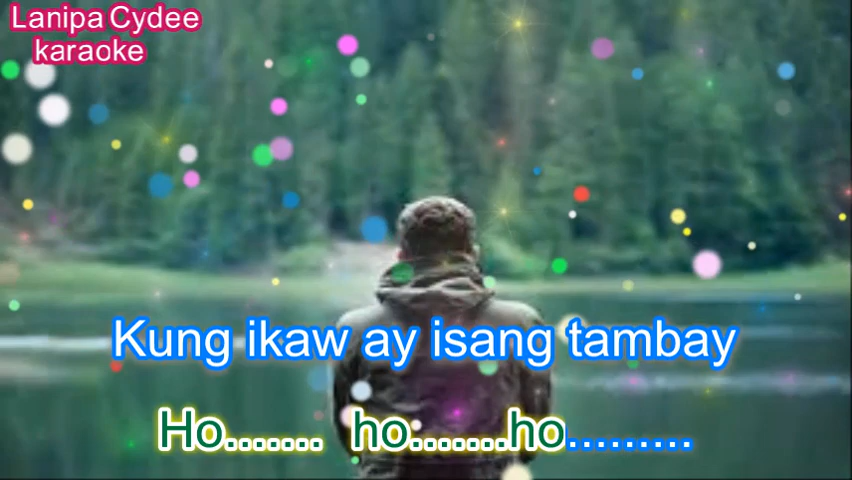 Lanipa Cydee
karaoke
Kung ikaw ay isang tambay
Ho....... ho.......ho.........